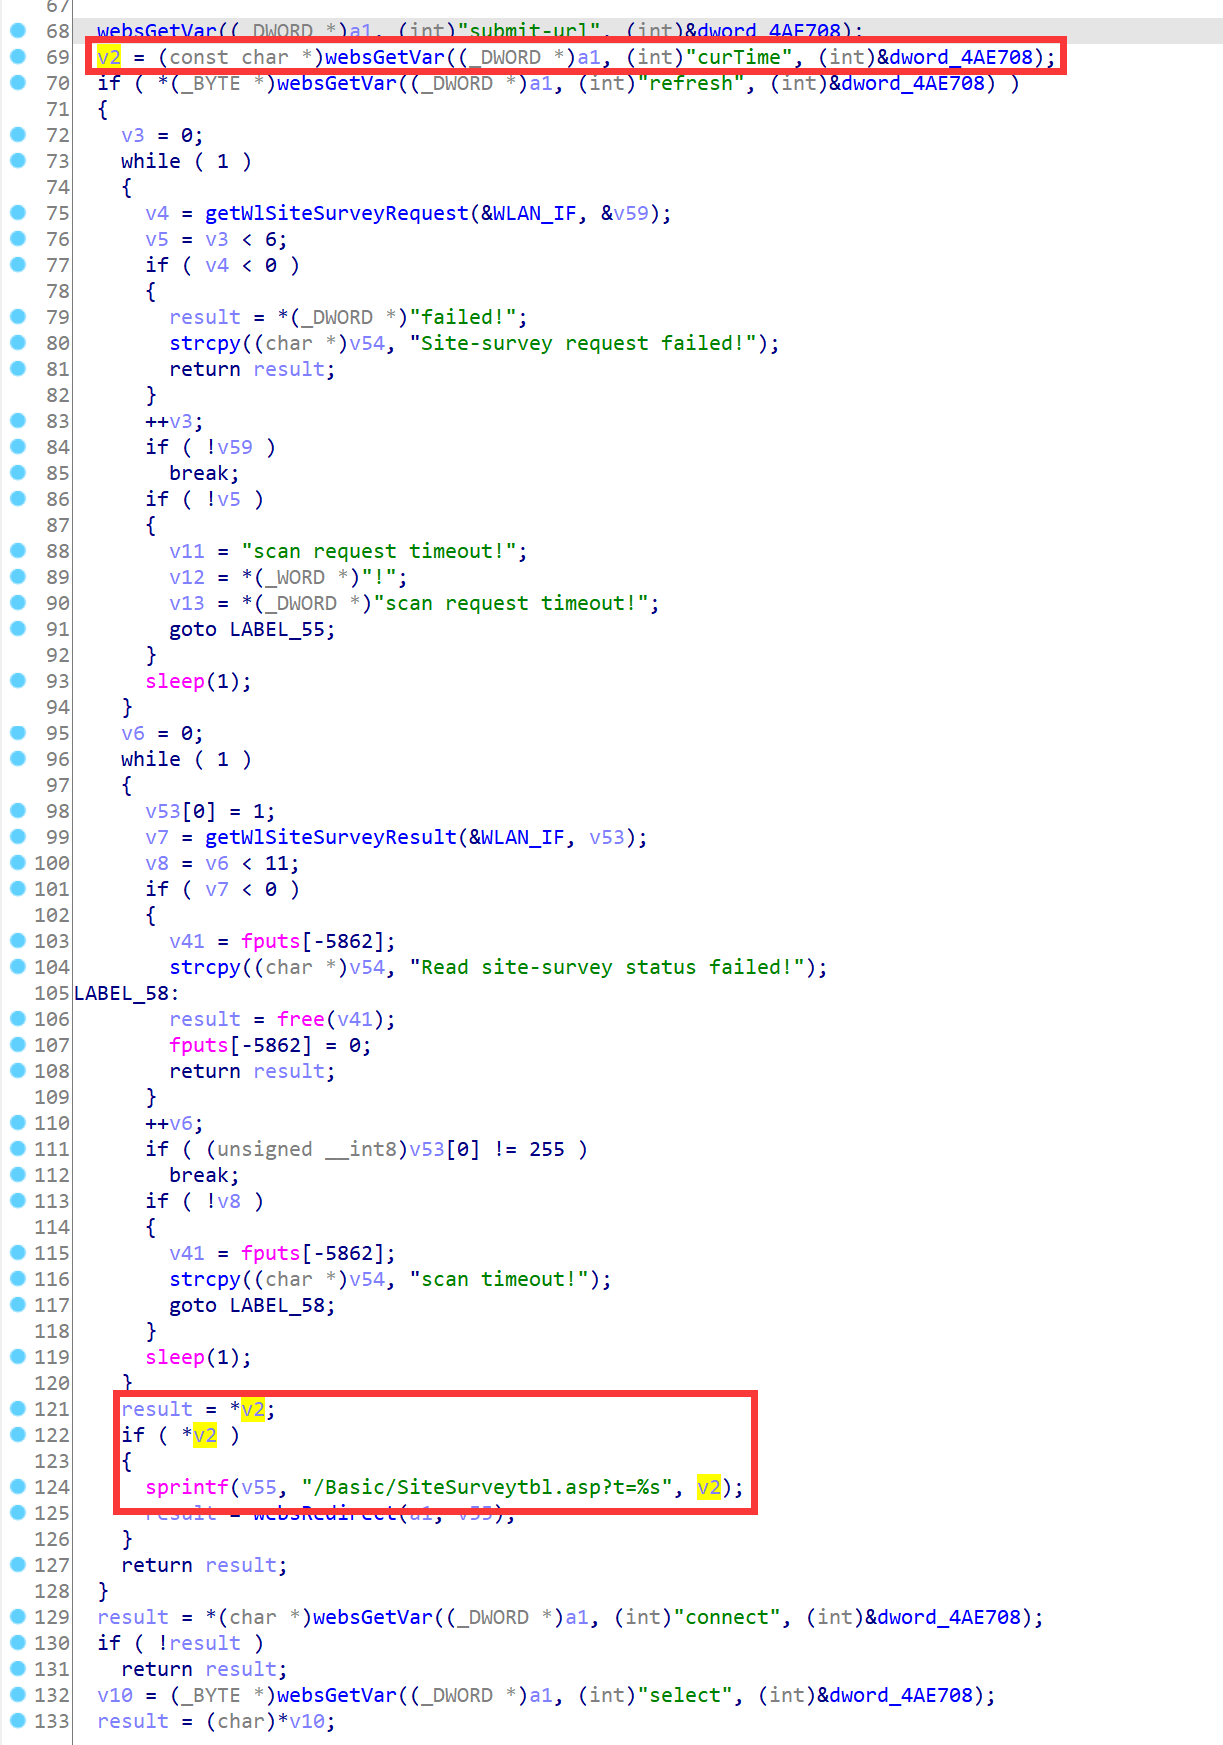 67
68 websGetVar((_DWORD *)a1, (int)"submit-url", (int)&dword_4AE708);
69 v2 = (const char *)websGetVar((_DWORD *)a1, (int)"curTime", (int)&dword_4AE708);
70 if ( *(_BYTE *)websGetVar((_DWORD *)a1, (int)"refresh", (int)&dword_4AE708) )
71 {
72 v3 = 0;
73 while ( 1 )
74 {
75 v4 = getWlSiteSurveyRequest(&WLAN_IF, &v59);
76 v5 = v3 < 6;
77 if ( v4 < 0 )
78 {
79 result = *(_DWORD *)"failed!";
80 strcpy((char *)v54, "Site-survey request failed!");
81 return result;
82 }
83 ++v3;
84 if ( !v59 )
85 break;
86 if ( !v5 )
87 {
88 v11 = "scan request timeout!";
89 v12 = *(_WORD *)"!";
90 v13 = *(_DWORD *)"scan request timeout!";
91 goto LABEL_55;
92 }
93 sleep(1);
94 }
95 v6 = 0;
96 while ( 1 )
97 {
98 v53[0] = 1;
99 v7 = getWlSiteSurveyResult(&WLAN_IF, v53);
100 v8 = v6 < 11;
101 if ( v7 < 0 )
102 {
103 v41 = fputs[-5862];
104 strcpy((char *)v54, "Read site-survey status failed!");
105 LABEL_58:
106 result = free(v41);
107 fputs[-5862] = 0;
108 return result;
109 }
110 ++v6;
111 if ( (unsigned __int8)v53[0] != 255 )
112 break;
113 if ( !v8 )
114 {
115 v41 = fputs[-5862];
116 strcpy((char *)v54, "scan timeout!");
117 goto LABEL_58;
118 }
119 sleep(1);
120 }
121 result = *v2;
122 if ( *v2 )
123 {
124 sprintf(v55, "/Basic/SiteSurveytbl.asp?t=%s", v2);
125 result = websRedirect(a1, v55);
126 }
127 return result;
128 }
129 result = *(char *)websGetVar((_DWORD *)a1, (int)"connect", (int)&dword_4AE708);
130 if ( !result )
131 return result;
132 v10 = (_BYTE *)websGetVar((_DWORD *)a1, (int)"select", (int)&dword_4AE708);
133 result = (char)*v10;